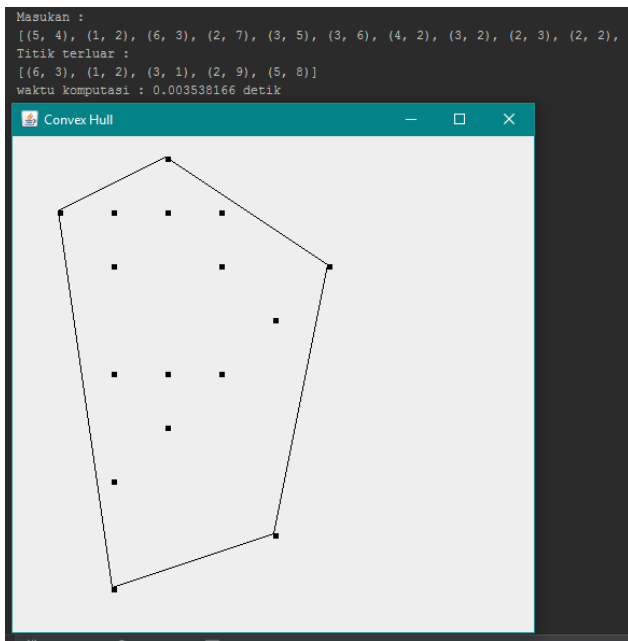 Masukan :
[(5, 4), (1, 2), (6, 3), (2, 7), (3, 5), (3, 6), (4, 2), (3, 2), (2, 3), (2, 2),
Titik terluar :
[(6, 3), (1, 2), (3, 1), (2, 9), (5, 8)]
waktu komputasi : 0.003538166 detik
Convex Hull